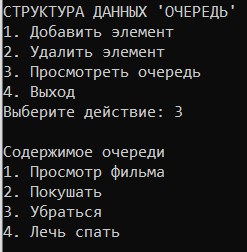 СТРУКТУРА ДАННЫХ 'ОЧЕРЕДЬ'
1. Добавить элемент
2. Удалить элемент
3. Просмотреть очередь
4. Выход
Выберите действие: 3
Содержимое очереди
1. Просмотр фильма
2. Покушать
3. Убраться
4. Лечь спать